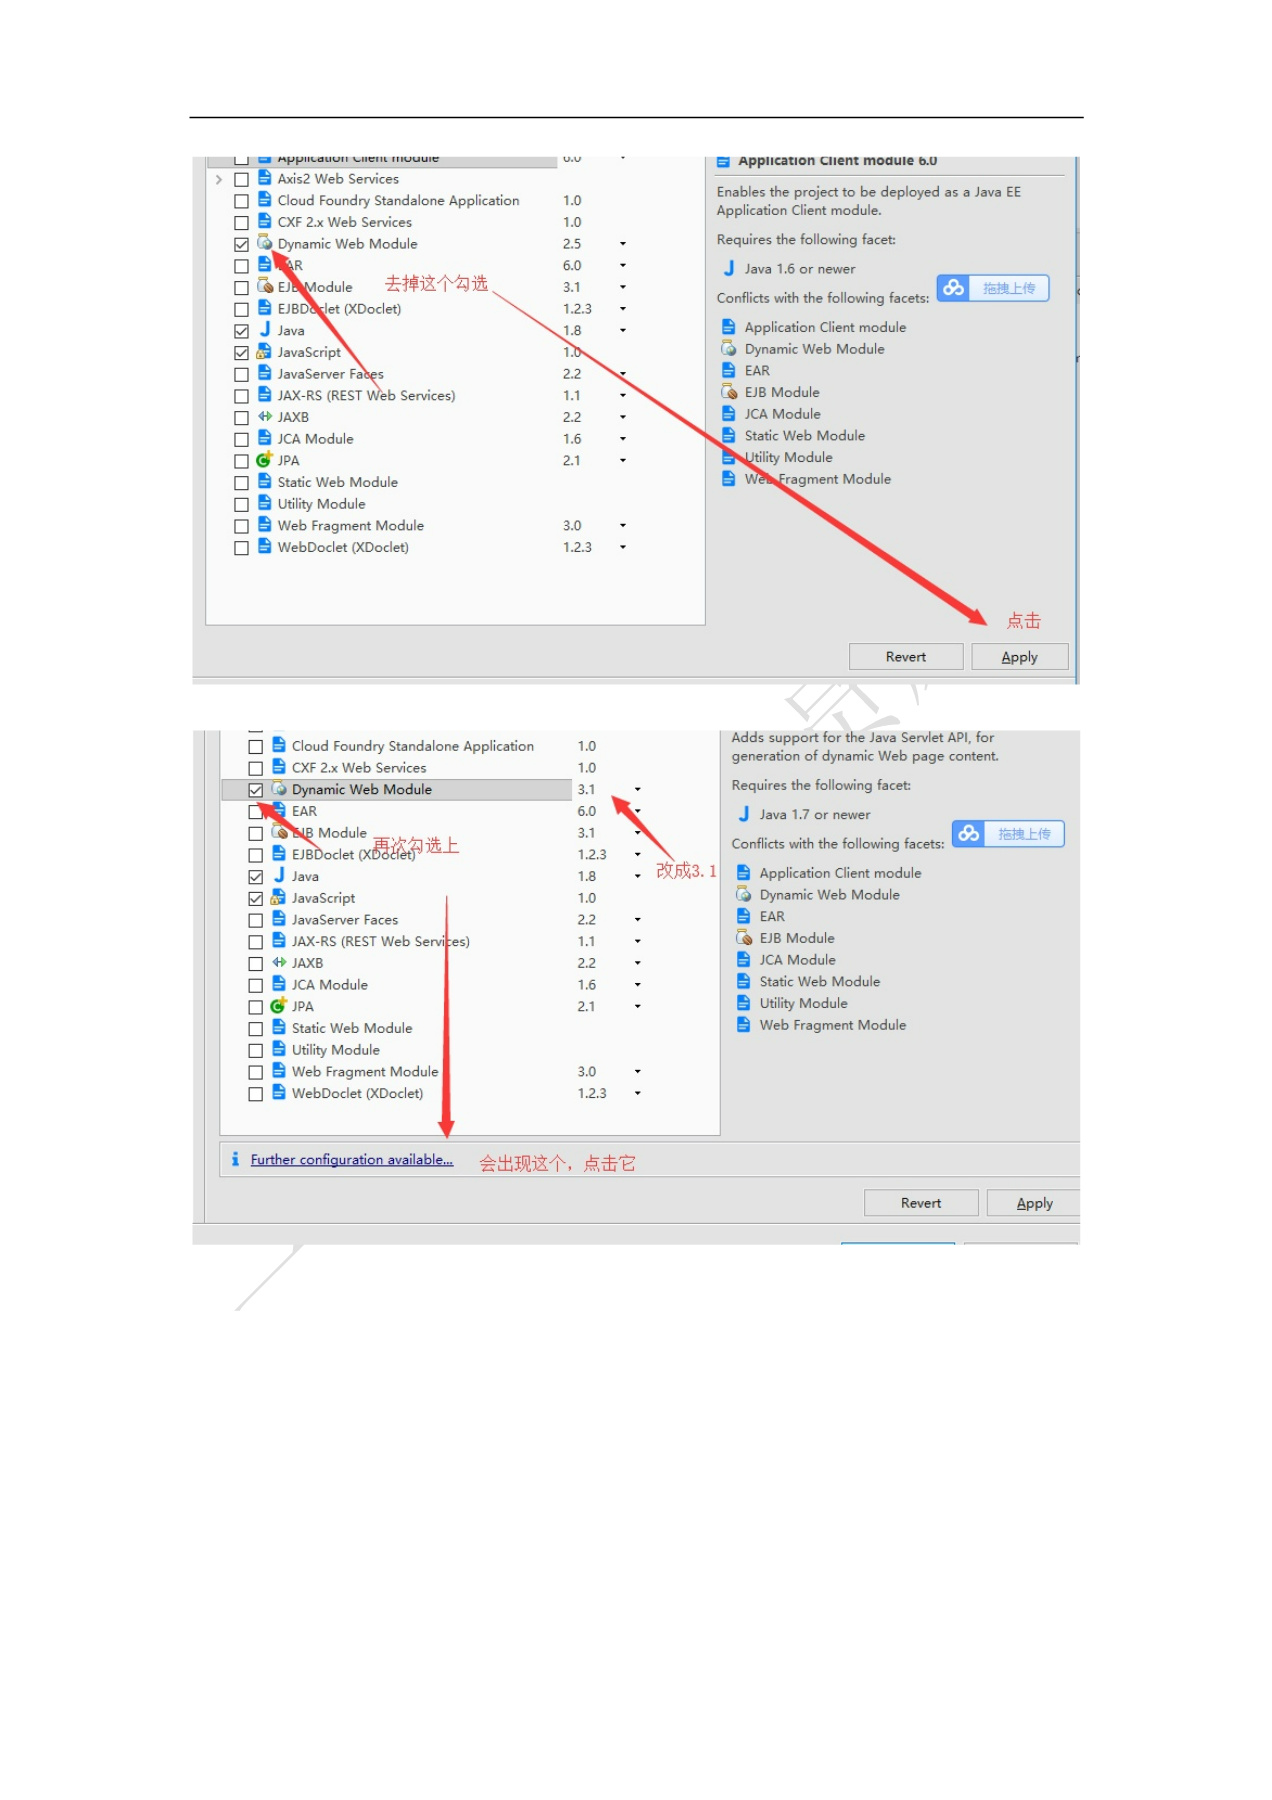 Application Client module 6.0
Axis2 Web Services
Cloud Foundry Standalone Application 1.0
CXF 2.x Web Services 1.0
Dynamic Web Module 2.5
EAR 6.0
EJB Module 3.1
去掉这个勾选
EJBDoclet (XDoclet) 1.2.3
Java 1.8
JavaScript 1.0
JavaServer Faces 2.2
JAX-RS (REST Web Services) 1.1
JAXB 2.2
JCA Module 1.6
JPA 2.1
Static Web Module
Utility Module
Web Fragment Module 3.0
WebDoclet (XDoclet) 1.2.3
Application Client module 6.0
Enables the project to be deployed as a Java EE
Application Client module.
Requires the following facet:
Java 1.6 or newer
拖拽上传
Conflicts with the following facets:
Application Client module
Dynamic Web Module
EAR
EJB Module
JCA Module
Static Web Module
Utility Module
Web Fragment Module
点击
Revert Apply
Cloud Foundry Standalone Application 1.0
CXF 2.x Web Services 1.0
Dynamic Web Module 3.1
EAR 6.0
EJB Module 3.1
再次勾选上
EJBDoclet (XDoclet) 1.2.3
改成3.1
Java 1.8
JavaScript 1.0
JavaServer Faces 2.2
JAX-RS (REST Web Services) 1.1
JAXB 2.2
JCA Module 1.6
JPA 2.1
Static Web Module
Utility Module
Web Fragment Module 3.0
WebDoclet (XDoclet) 1.2.3
Adds support for the Java Servlet API, for
generation of dynamic Web page content.
Requires the following facet:
Java 1.7 or newer
拖拽上传
Conflicts with the following facets:
Application Client module
Dynamic Web Module
EAR
EJB Module
JCA Module
Static Web Module
Utility Module
Web Fragment Module
Further configuration available... 会出现这个，点击它
Revert Apply